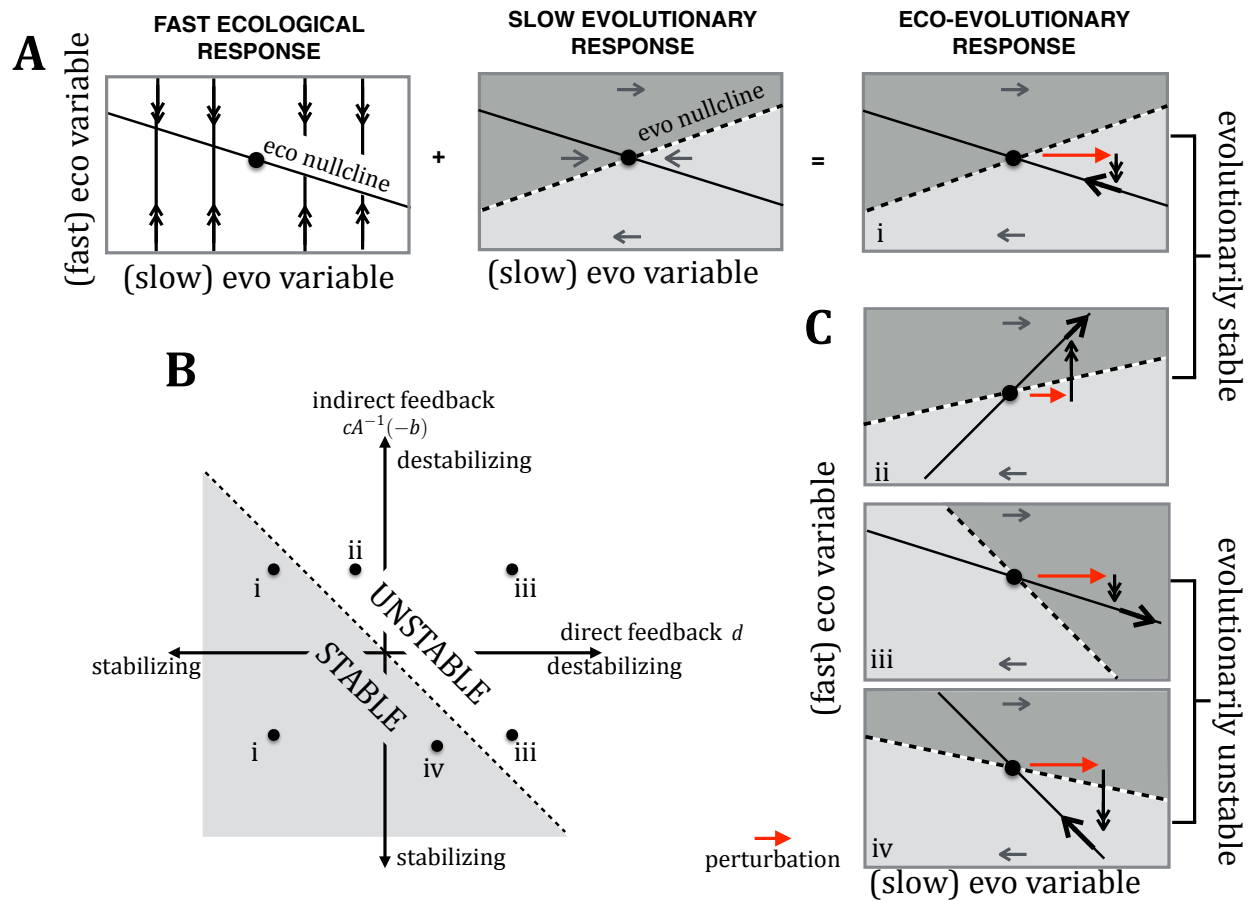 FAST ECOLOGICAL
RESPONSE
SLOW EVOLUTIONARY
RESPONSE
ECO-EVOLUTIONARY
RESPONSE
A
(fast) eco variable
eco nullcline
(slow) evo variable
+
evo nullcline
(slow) evo variable
=
i
evolutionarily stable
B
indirect feedback
cA⁻¹(−b)
destabilizing
i
ii
iii
UNSTABLE
direct feedback d
stabilizing
destabilizing
STABLE
i
iv
iii
stabilizing
perturbation
C
(fast) eco variable
ii
iii
iv
(slow) evo variable
evolutionarily unstable